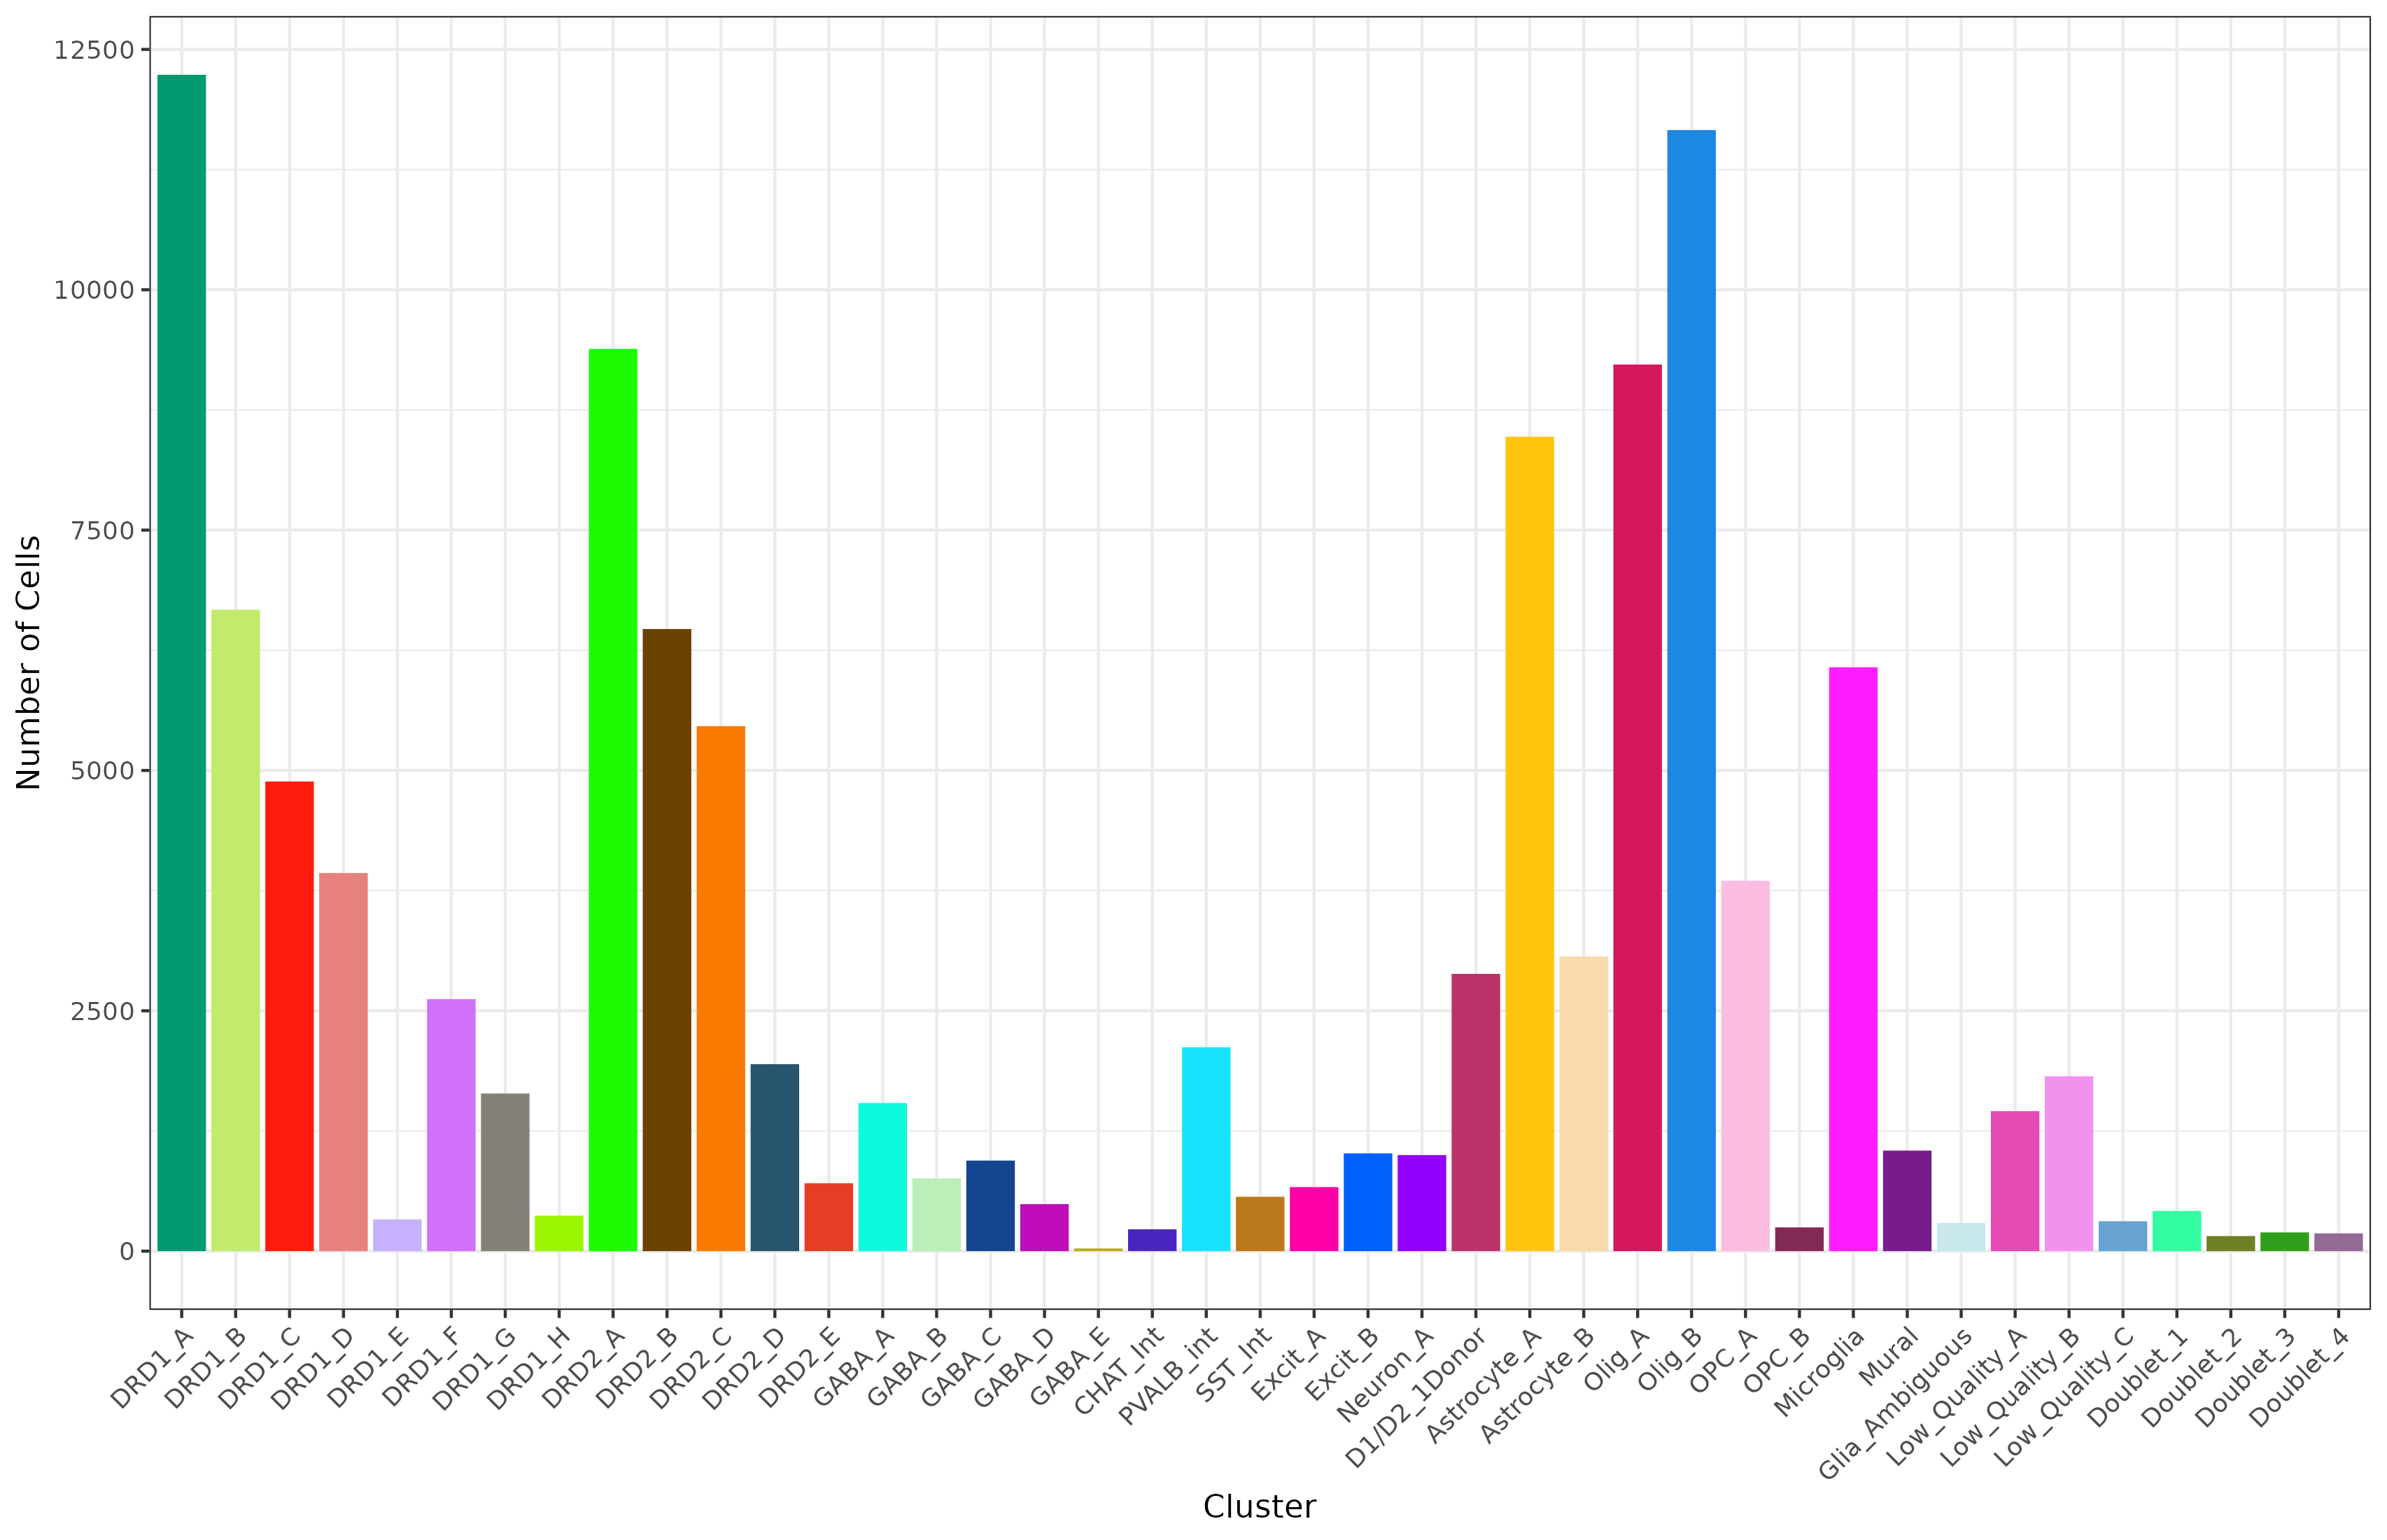 Number of Cells
12500
10000
7500
5000
2500
0
DRD1_A
DRD1_B
DRD1_C
DRD1_D
DRD1_E
DRD1_F
DRD1_G
DRD1_H
DRD2_A
DRD2_B
DRD2_C
DRD2_D
DRD2_E
GABA_A
GABA_B
GABA_C
GABA_D
GABA_E
CHAT_Int
PVALB_int
SST_Int
Excit_A
Excit_B
Neuron_A
D1/D2_1Donor
Astrocyte_A
Astrocyte_B
Olig_A
Olig_B
OPC_A
OPC_B
Microglia
Mural
Glia_Ambiguous
Low_Quality_A
Low_Quality_B
Low_Quality_C
Doublet_1
Doublet_2
Doublet_3
Doublet_4
Cluster